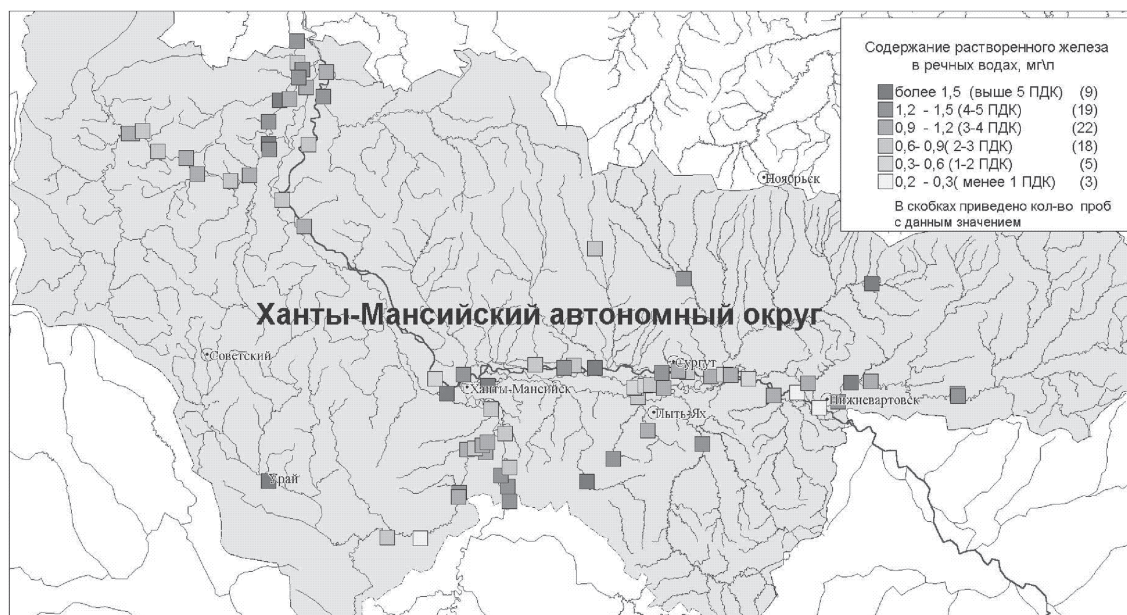 Содержание растворенного железа
в речных водах, мг\л
более 1,5 (выше 5 ПДК) (9)
1,2 - 1,5 (4-5 ПДК) (19)
0,9 - 1,2 (3-4 ПДК) (22)
0,6- 0,9( 2-3 ПДК) (18)
0,3- 0,6 (1-2 ПДК) (5)
0,2 - 0,3( менее 1 ПДК) (3)
В скобках приведено кол-во проб
с данным значением
Ноябрьск
Ханты-Мансийский автономный округ
Советский
Сургут
Ханты-Мансийск
Нижневартовск
Пыть-Ях
Урай